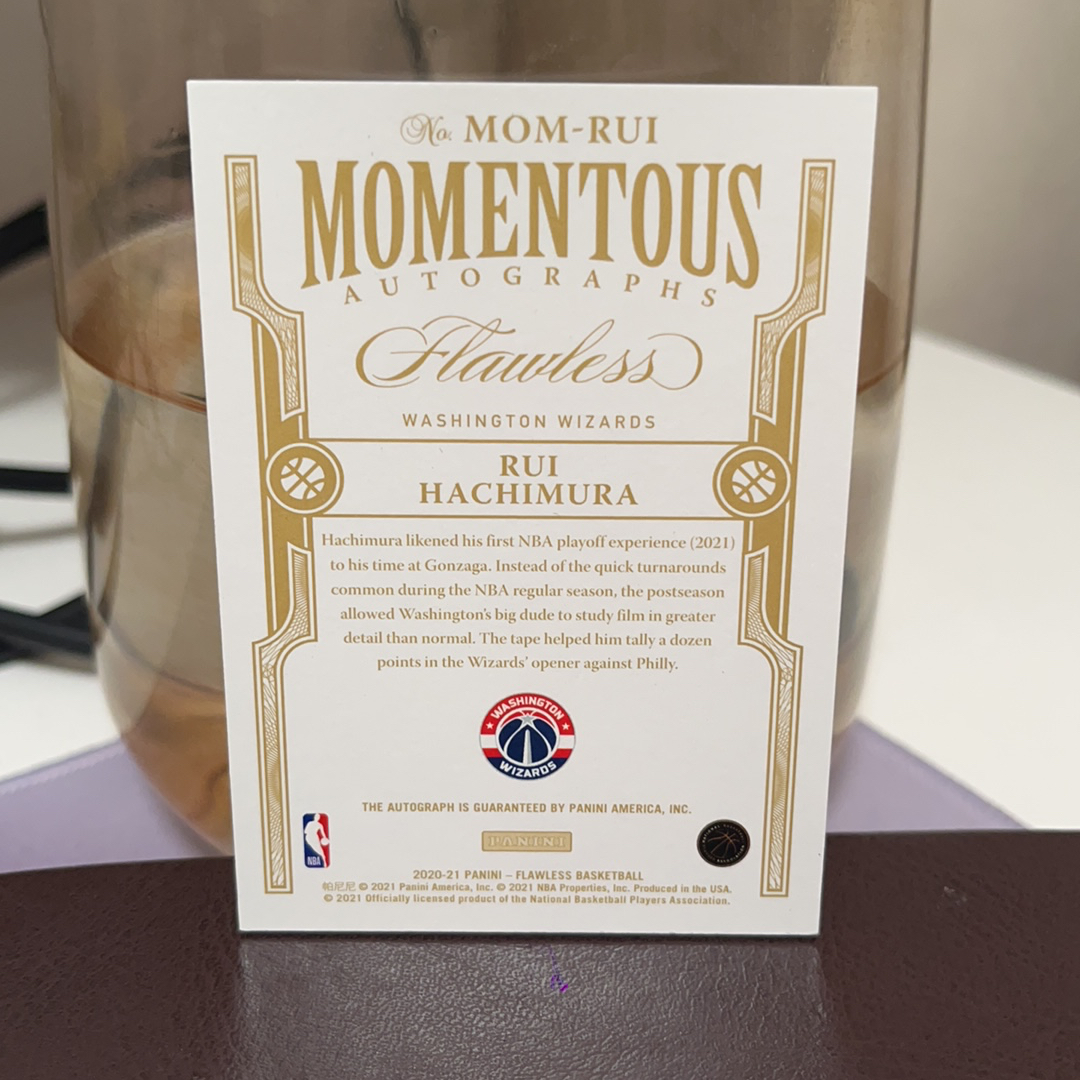 No. MOM-RUI
MOMENTOUS
AUTOGRAPHS
Flawless
WASHINGTON WIZARDS
RUI
HACHIMURA
Hachimura likened his first NBA playoff experience (2021)
to his time at Gonzaga. Instead of the quick turnarounds
common during the NBA regular season, the postseason
allowed Washington's big dude to study film in greater
detail than normal. The tape helped him tally a dozen
points in the Wizards' opener against Philly.
WASHINGTON
WIZARDS
THE AUTOGRAPH IS GUARANTEED BY PANINI AMERICA, INC.
PANINI
NBA
2020-21 PANINI – FLAWLESS BASKETBALL
帕尼尼 © 2021 Panini America, Inc. © 2021 NBA Properties, Inc. Produced in the USA.
© 2021 Officially licensed product of the National Basketball Players Association.